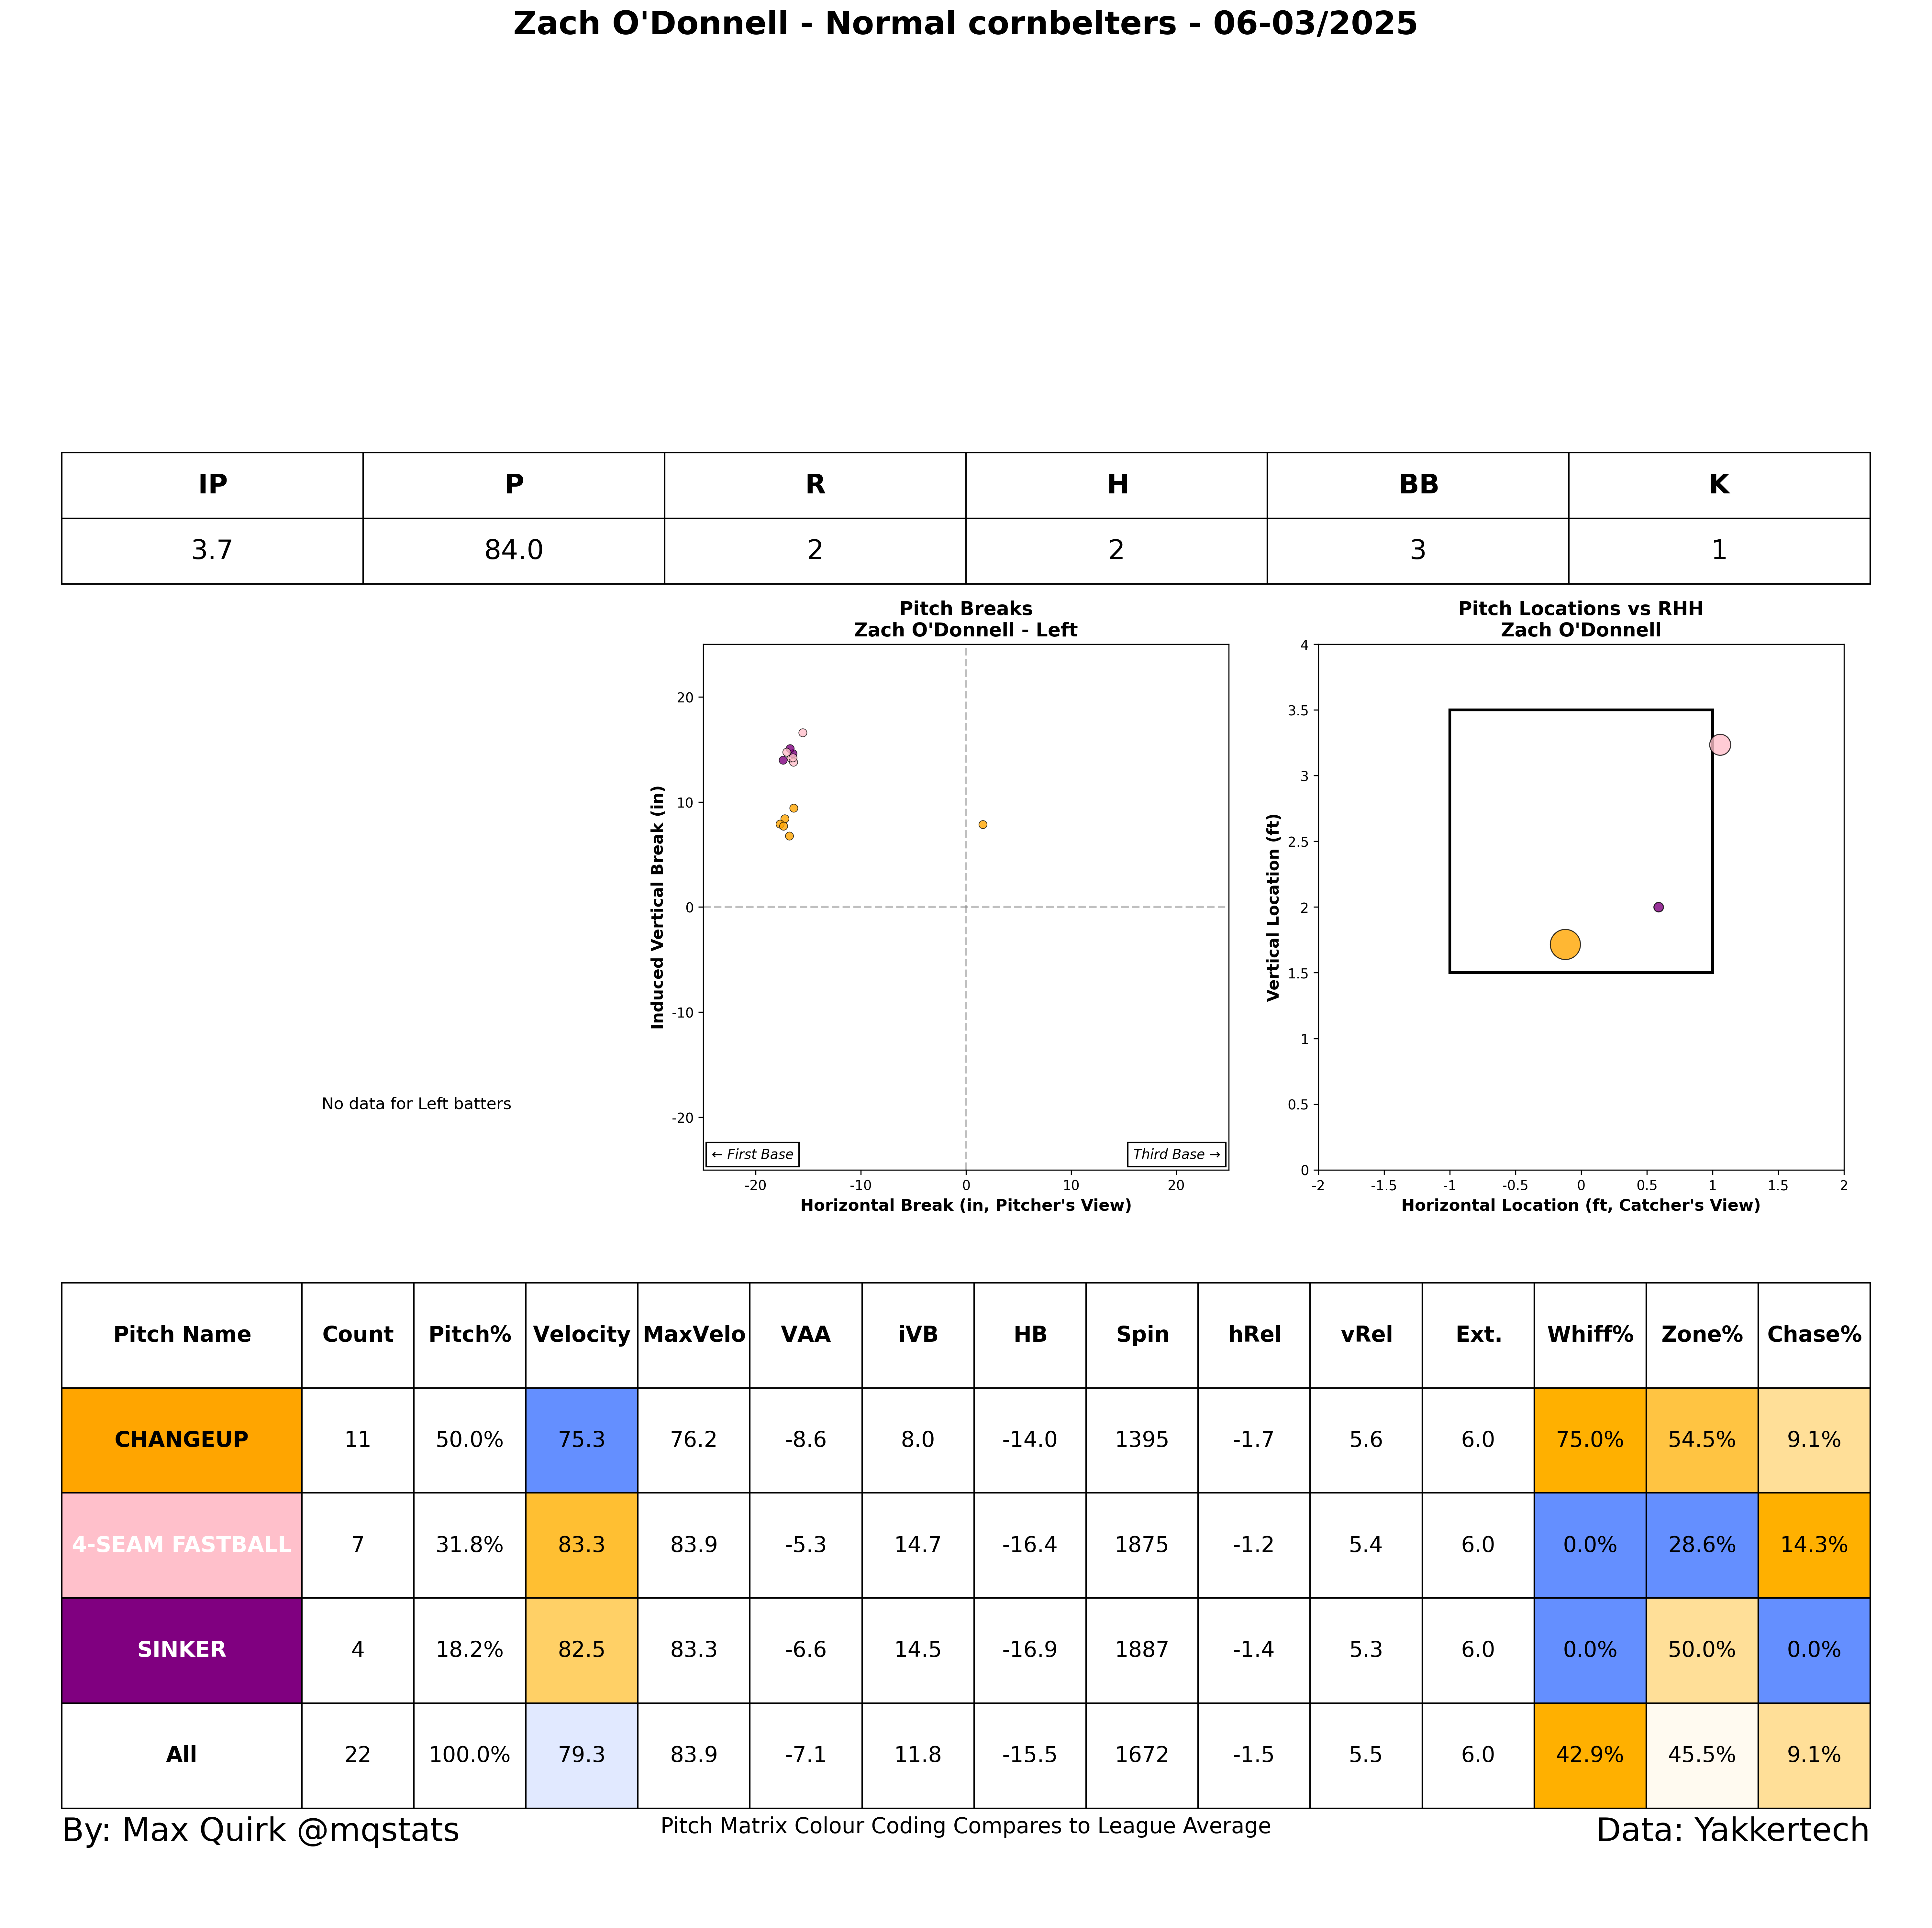 Zach O'Donnell - Normal cornbelters - 06-03/2025
IP P R H BB K
3.7 84.0 2 2 3 1
No data for Left batters
Pitch Breaks
Zach O'Donnell - Left
Induced Vertical Break (in)
20
10
0
-10
-20
← First Base
Third Base →
-20 -10 0 10 20
Horizontal Break (in, Pitcher's View)
Pitch Locations vs RHH
Zach O'Donnell
Vertical Location (ft)
4
3.5
3
2.5
2
1.5
1
0.5
0
-2 -1.5 -1 -0.5 0 0.5 1 1.5 2
Horizontal Location (ft, Catcher's View)
Pitch Name Count Pitch% Velocity MaxVelo VAA iVB HB Spin hRel vRel Ext. Whiff% Zone% Chase%
CHANGEUP 11 50.0% 75.3 76.2 -8.6 8.0 -14.0 1395 -1.7 5.6 6.0 75.0% 54.5% 9.1%
4-SEAM FASTBALL 7 31.8% 83.3 83.9 -5.3 14.7 -16.4 1875 -1.2 5.4 6.0 0.0% 28.6% 14.3%
SINKER 4 18.2% 82.5 83.3 -6.6 14.5 -16.9 1887 -1.4 5.3 6.0 0.0% 50.0% 0.0%
All 22 100.0% 79.3 83.9 -7.1 11.8 -15.5 1672 -1.5 5.5 6.0 42.9% 45.5% 9.1%
By: Max Quirk @mqstats
Pitch Matrix Colour Coding Compares to League Average
Data: Yakkertech